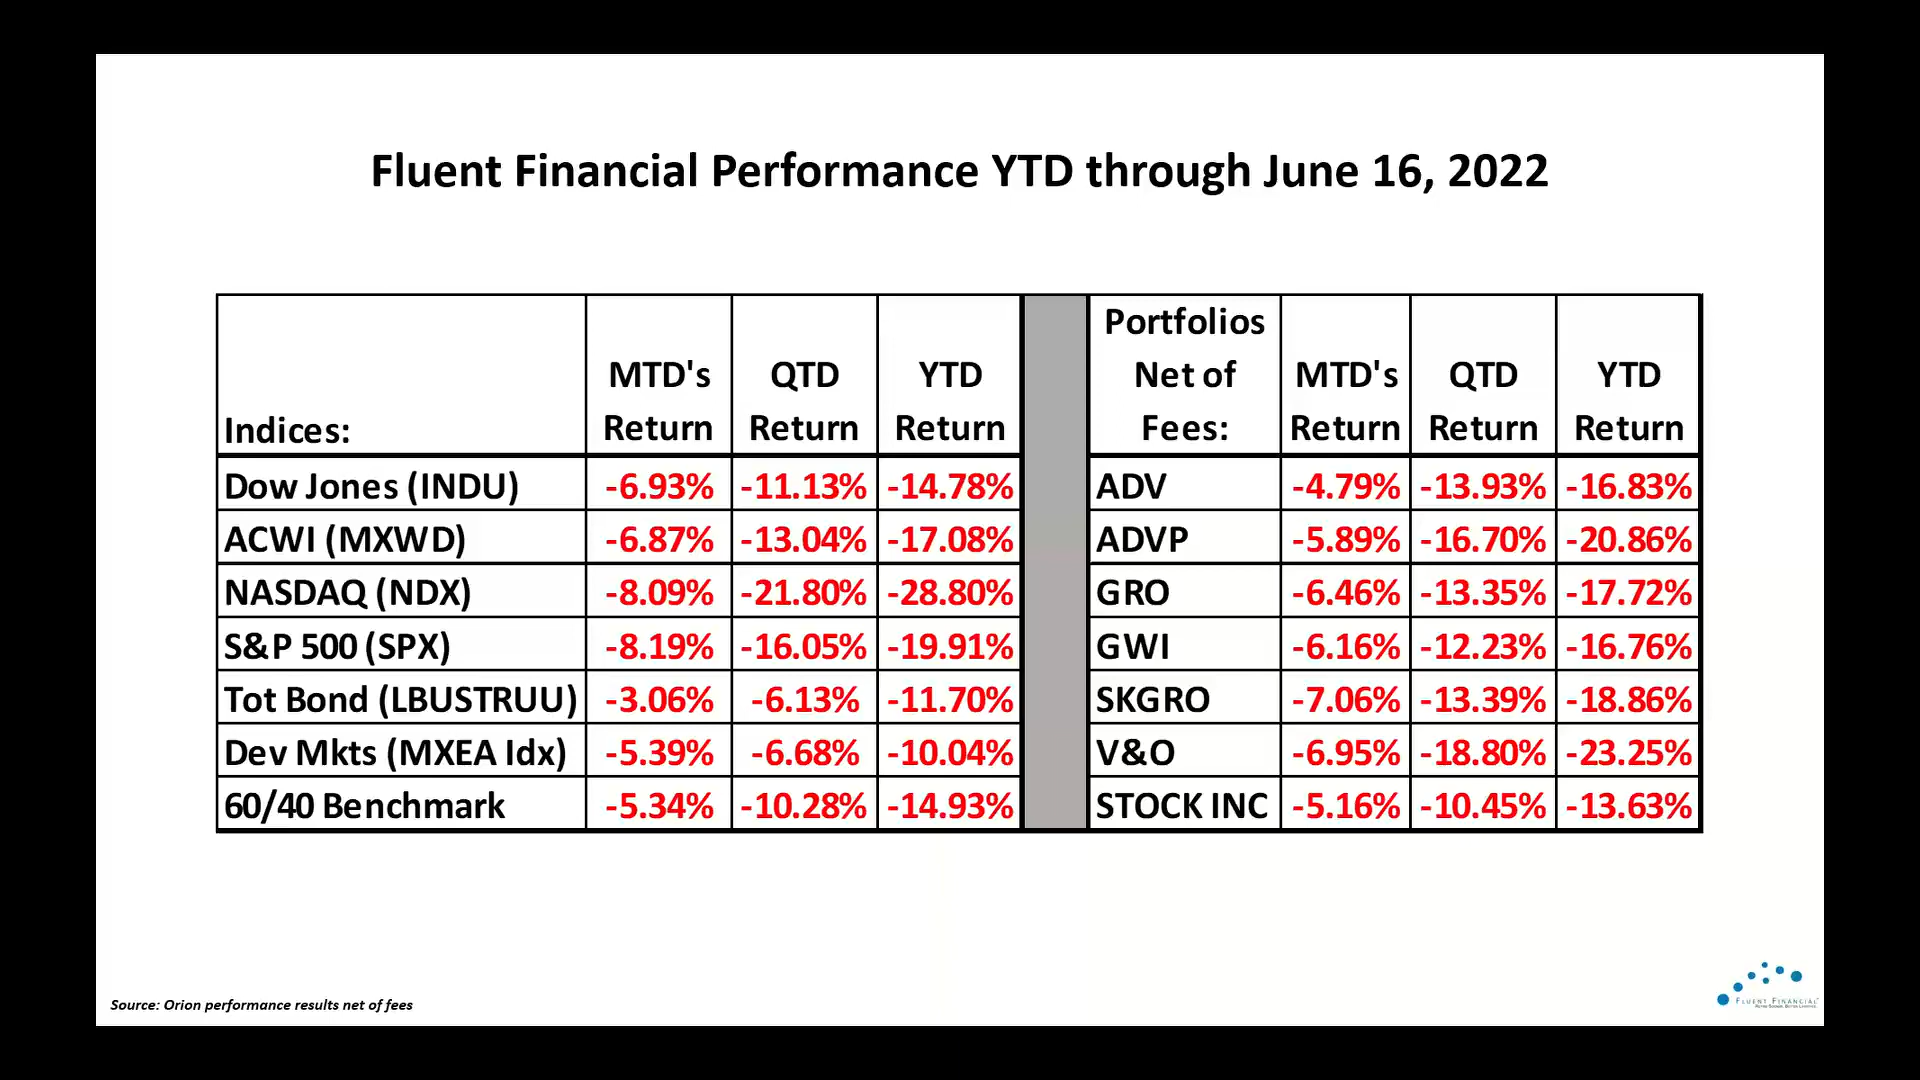 Fluent Financial Performance YTD through June 16, 2022
Indices: MTD's Return QTD Return YTD Return Portfolios Net of Fees: MTD's Return QTD Return YTD Return
Dow Jones (INDU) -6.93% -11.13% -14.78% ADV -4.79% -13.93% -16.83%
ACWI (MXWD) -6.87% -13.04% -17.08% ADVP -5.89% -16.70% -20.86%
NASDAQ (NDX) -8.09% -21.80% -28.80% GRO -6.46% -13.35% -17.72%
S&P 500 (SPX) -8.19% -16.05% -19.91% GWI -6.16% -12.23% -16.76%
Tot Bond (LBUSTRUU) -3.06% -6.13% -11.70% SKGRO -7.06% -13.39% -18.86%
Dev Mkts (MXEA Idx) -5.39% -6.68% -10.04% V&O -6.95% -18.80% -23.25%
60/40 Benchmark -5.34% -10.28% -14.93% STOCK INC -5.16% -10.45% -13.63%
Source: Orion performance results net of fees
FLUENT FINANCIAL